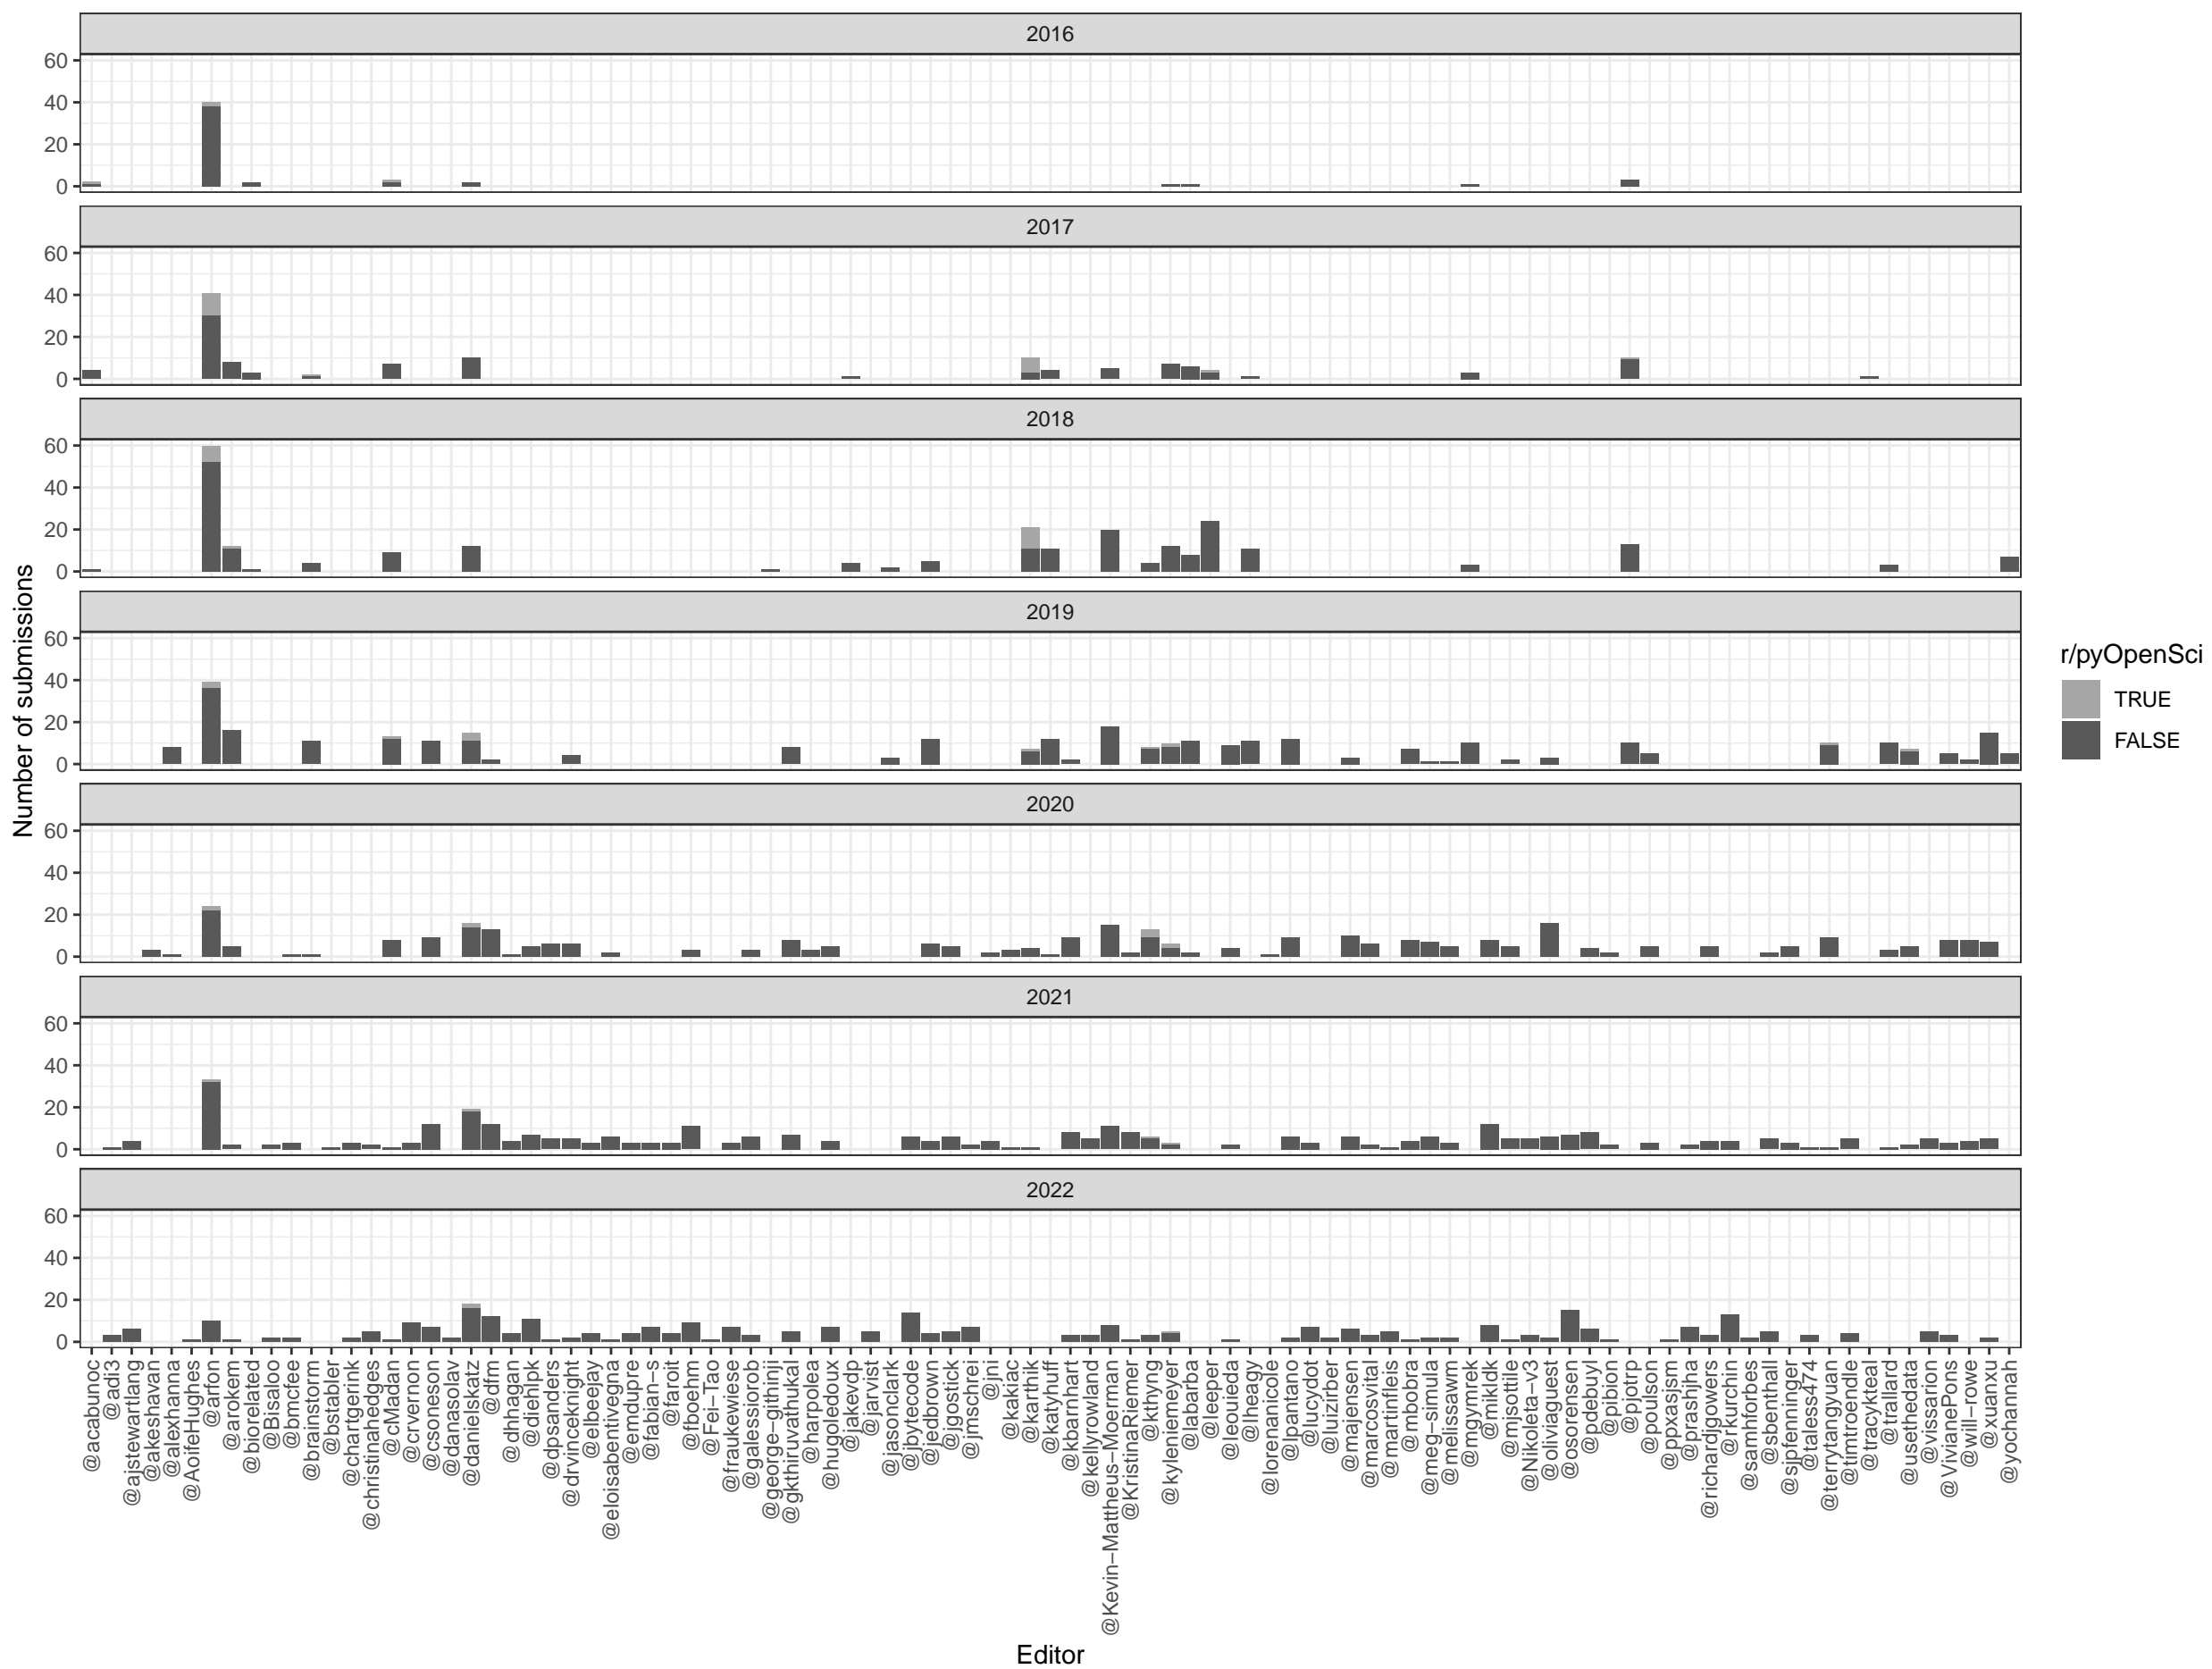 2016
60
40
20
0
2017
60
40
20
0
2018
60
40
20
0
2019
60
40
20
0
2020
60
40
20
0
2021
60
40
20
0
2022
60
40
20
0
Number of submissions
r/pyOpenSci
TRUE
FALSE
@acabunoc
@adi3
@ajstewartlang
@akeshavan
@alexhanna
@AoifeHughes
@arfon
@arokem
@biorelated
@Bisaloo
@bmcfee
@brainstorm
@bstabler
@chartgerink
@christinahedges
@cMadan
@crvernon
@csoneson
@danasolav
@danielskatz
@dfm
@dhhagan
@diehlpk
@dpsanders
@drvinceknight
@elbeejay
@eloisabentivegna
@emdupre
@fabian−s
@faroit
@fboehm
@Fei−Tao
@fraukewiese
@galessiorob
@george−githinji
@gkthiruvathukal
@harpolea
@hugoledoux
@jakevdp
@jarvist
@jasonclark
@jbytecode
@jedbrown
@jgostick
@jmschrei
@jni
@kakiac
@karthik
@katyhuff
@kbarnhart
@kellyrowland
@Kevin−Mattheus−Moerman
@KristinaRiemer
@kthyng
@kyleniemeyer
@labarba
@leeper
@leouieda
@lheagy
@lorenanicole
@lpantano
@lucydot
@luizirber
@majensen
@marcosvital
@martinfleis
@mbobra
@meg−simula
@melissawm
@mgymrek
@mikldk
@mjsottile
@Nikoleta−v3
@oliviaguest
@osorensen
@pdebuyl
@pibion
@pjotrp
@poulson
@ppxasjsm
@prashjha
@richardjgowers
@rkurchin
@samhforbes
@sbenthall
@sjpfenninger
@taless474
@terrytangyuan
@timtroendle
@tracykteal
@trallard
@usethedata
@vissarion
@VivianePons
@will−rowe
@xuanxu
@yochannah
Editor